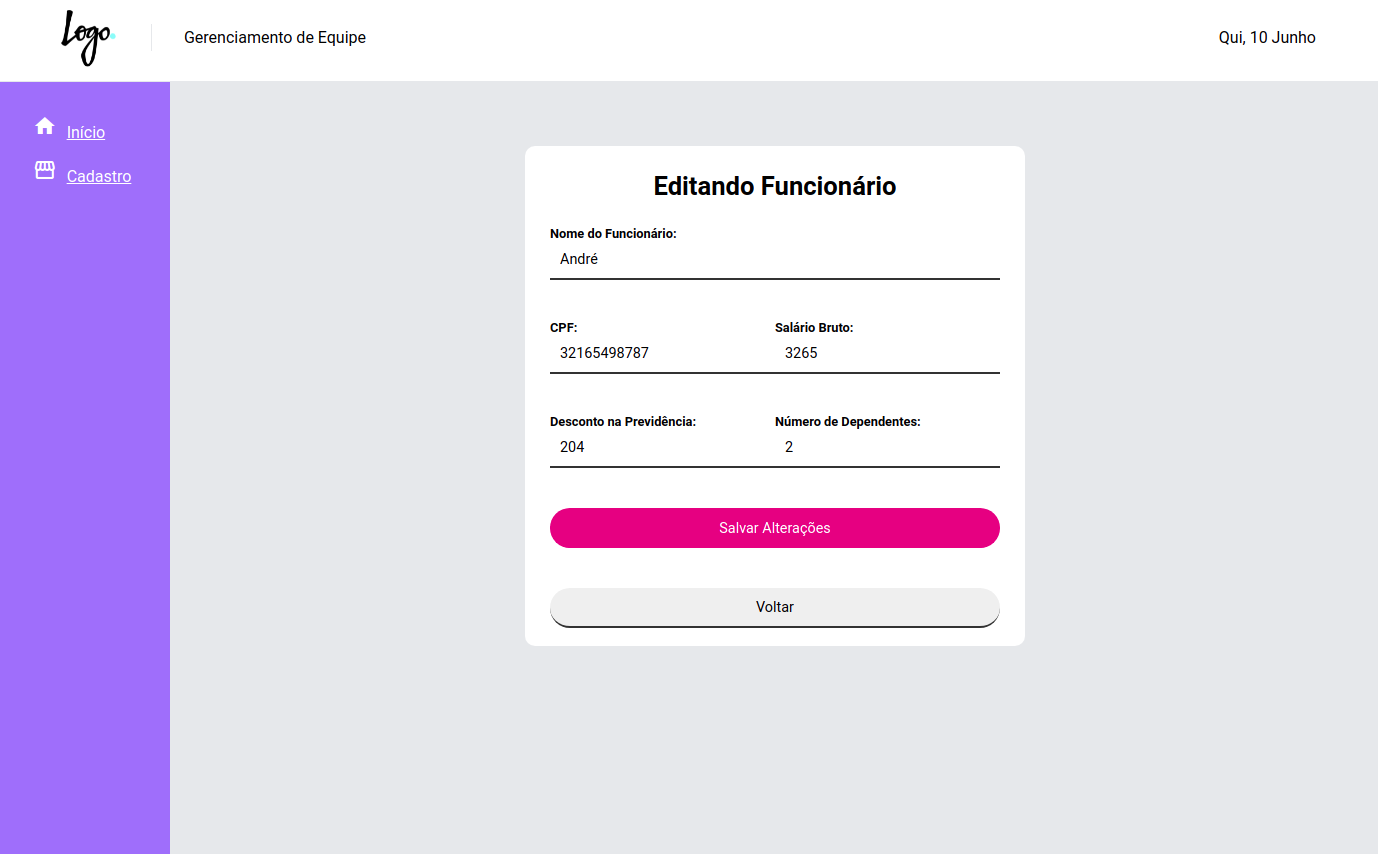 Logo.
Gerenciamento de Equipe
Qui, 10 Junho
Início
Cadastro
Editando Funcionário
Nome do Funcionário:
André
CPF: Salário Bruto:
32165498787 3265
Desconto na Previdência: Número de Dependentes:
204 2
Salvar Alterações
Voltar